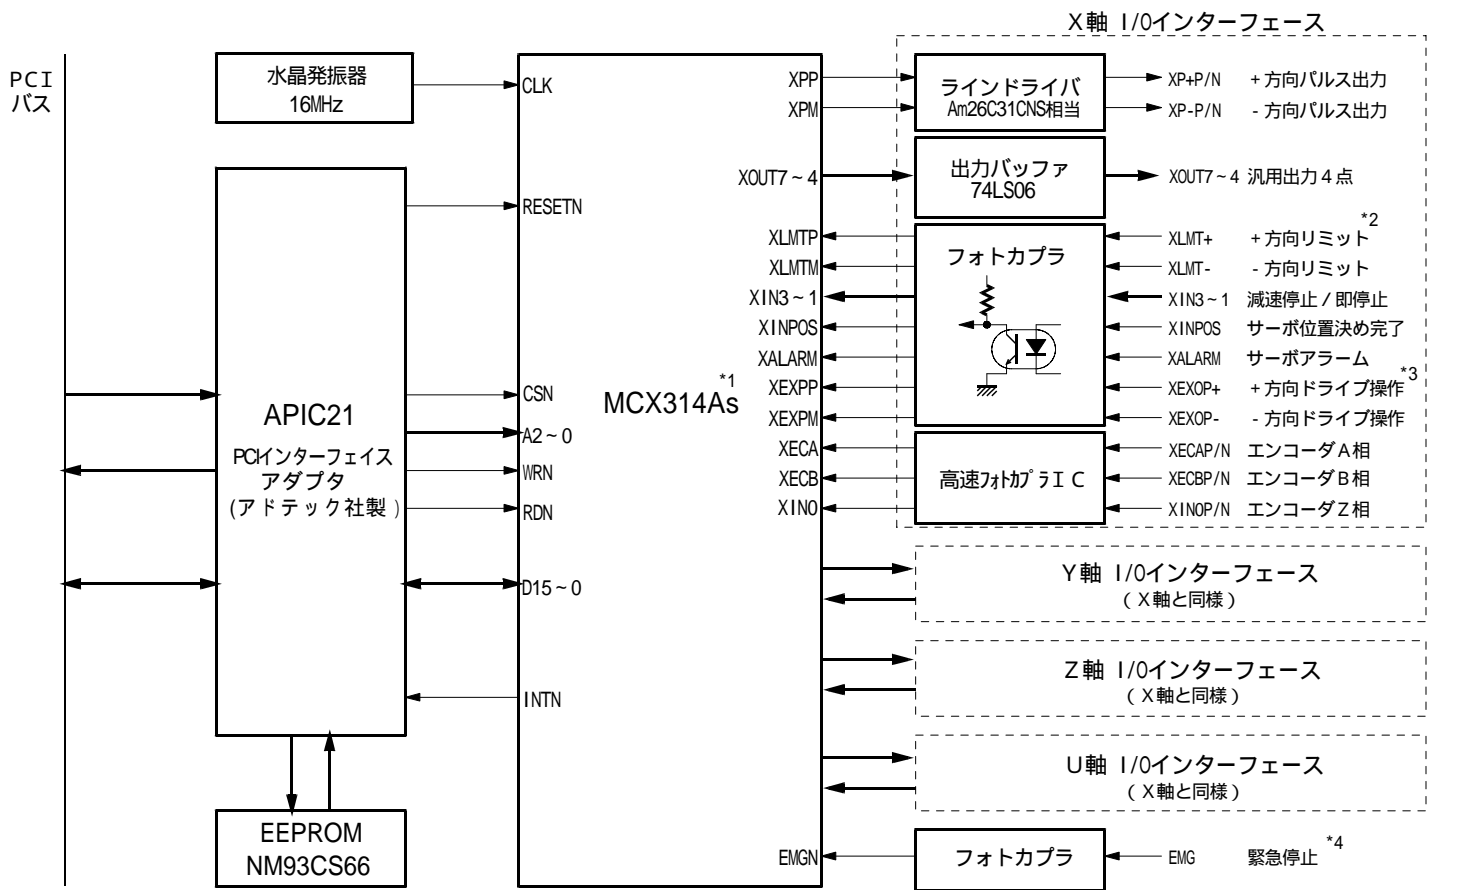 X軸 I/Oインターフェース
PCI
バス
水晶発振器
16MHz
CLK
RESETN
CSN
A2~0
WRN
RDN
D15~0
INTN
APIC21
PCIインターフェイス
アダプタ
(アドテック社製)
EEPROM
NM93CS66
MCX314As *1
XPP
XPM
XOUT7~4
XLMTP
XLMTM
XIN3~1
XINPOS
XALARM
XEXPP
XEXPM
XECA
XECB
XIN0
EMGN
ラインドライバ
Am26C31CNS相当
出力バッファ
74LS06
フォトカプラ
高速フォトカプラIC
XP+P/N +方向パルス出力
XP-P/N -方向パルス出力
XOUT7~4 汎用出力4点
XLMT+ +方向リミット *2
XLMT- -方向リミット
XIN3~1 減速停止/即停止
XINPOS サーボ位置決め完了
XALARM サーボアラーム
XEXOP+ +方向ドライブ操作 *3
XEXOP- -方向ドライブ操作
XECAP/N エンコーダA相
XECBP/N エンコーダB相
XIN0P/N エンコーダZ相
Y軸 I/Oインターフェース
(X軸と同様)
Z軸 I/Oインターフェース
(X軸と同様)
U軸 I/Oインターフェース
(X軸と同様)
フォトカプラ
EMG 緊急停止 *4